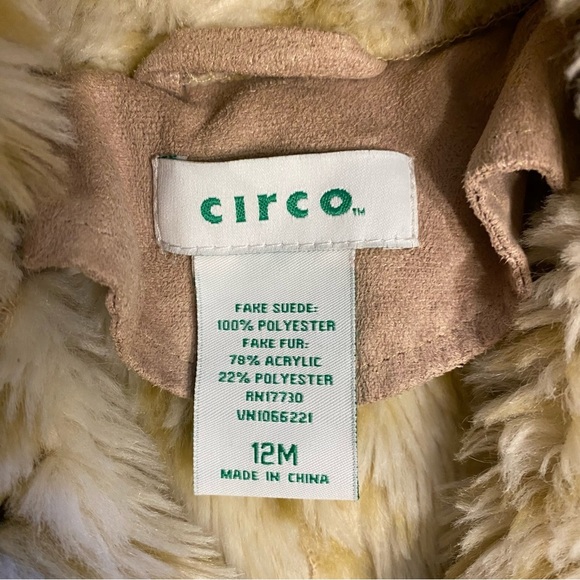 circo™
FAKE SUEDE:
100% POLYESTER
FAKE FUR:
78% ACRYLIC
22% POLYESTER
RN17730
VN1066221
12M
MADE IN CHINA